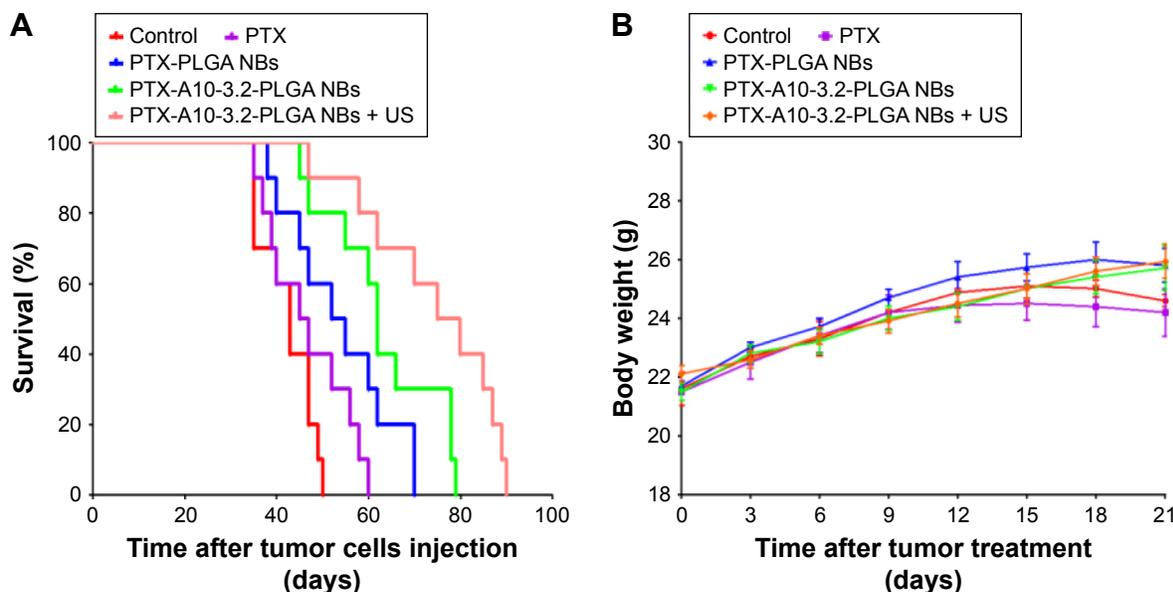 A
Control PTX
PTX-PLGA NBs
PTX-A10-3.2-PLGA NBs
PTX-A10-3.2-PLGA NBs + US
100
80
60
40
20
0
Survival (%)
0 20 40 60 80 100
Time after tumor cells injection
(days)
B
Control PTX
PTX-PLGA NBs
PTX-A10-3.2-PLGA NBs
PTX-A10-3.2-PLGA NBs + US
30
28
26
24
22
20
18
Body weight (g)
0 3 6 9 12 15 18 21
Time after tumor treatment
(days)